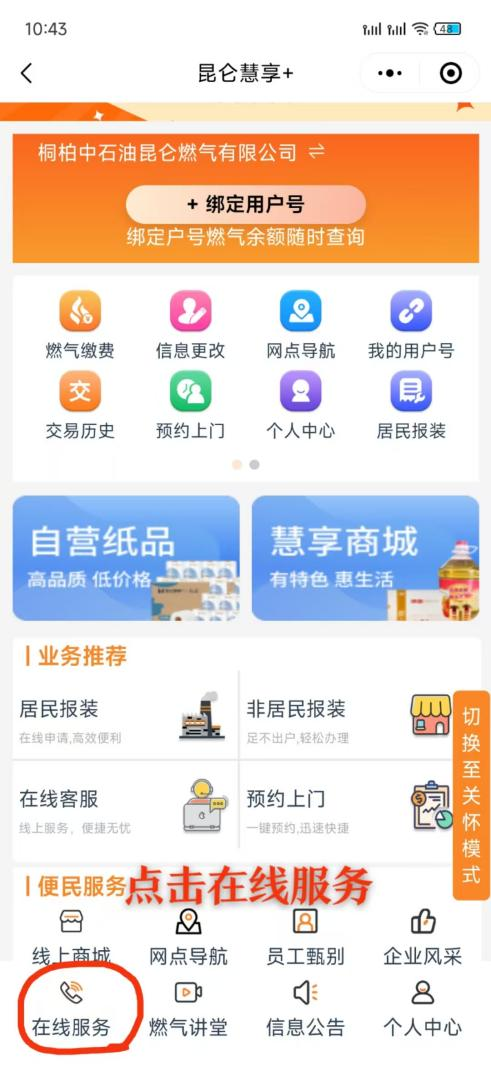 10:43
48
昆仑慧享+
桐柏中石油昆仑燃气有限公司
+ 绑定用户号
绑定户号燃气余额随时查询
燃气缴费 信息更改 网点导航 我的用户号
交
交易历史 预约上门 个人中心 居民报装
自营纸品 慧享商城
高品质 低价格 有特色 惠生活
业务推荐
居民报装 非居民报装
在线申请,高效便利 足不出户,轻松办理
在线客服 预约上门
线上服务，便捷无忧 一键预约,迅速快捷
切换至关怀模式
便民服务
点击在线服务
线上商城 网点导航 员工甄别 企业风采
在线服务 燃气讲堂 信息公告 个人中心